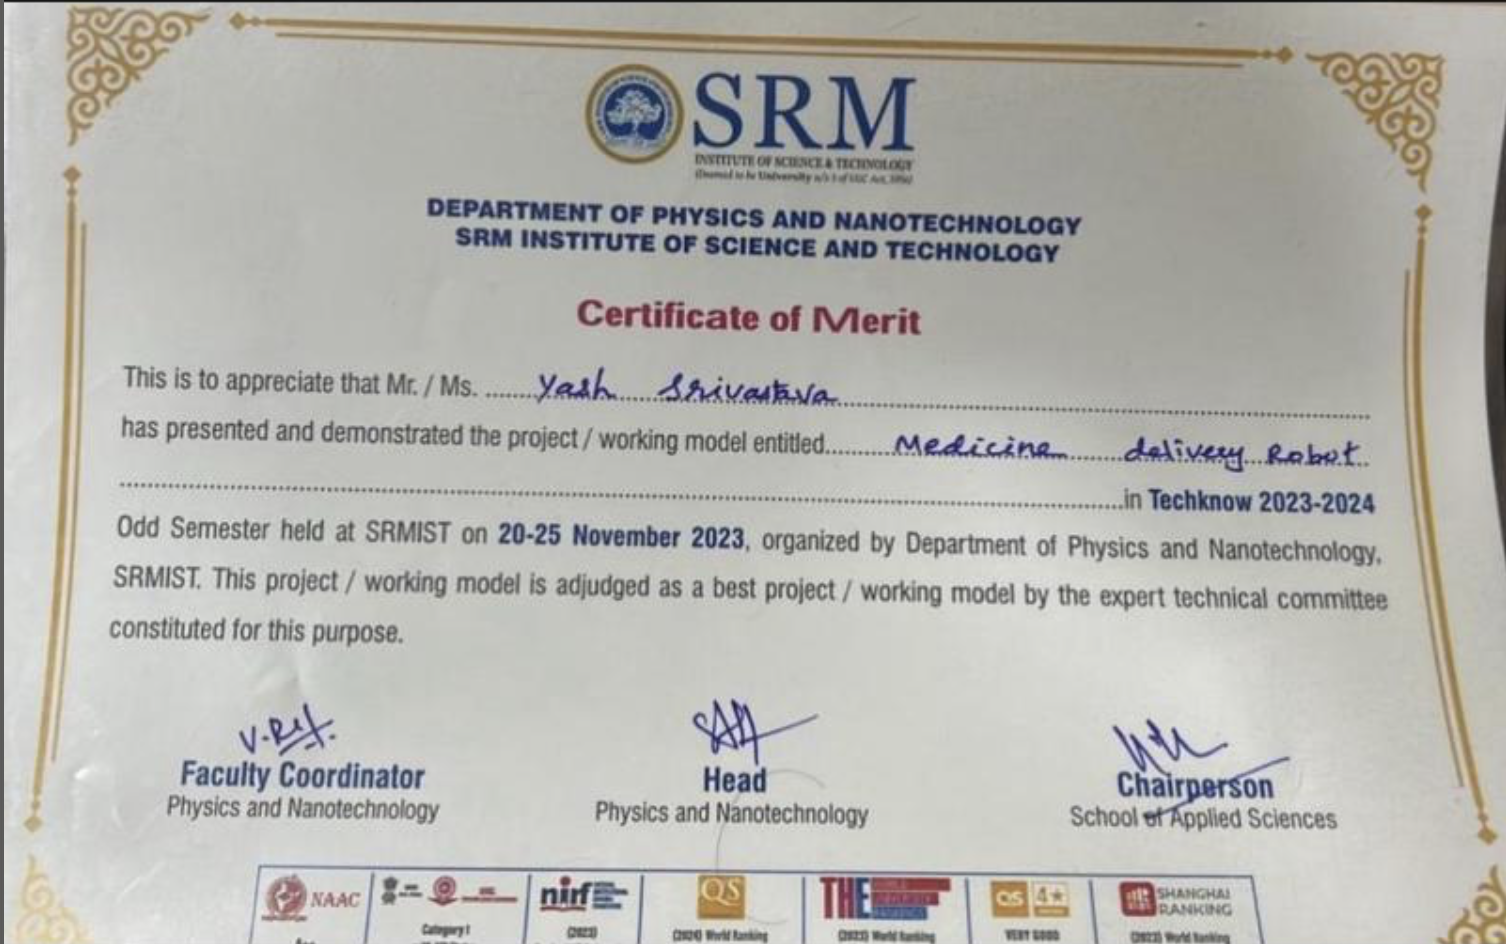 SRM
INSTITUTE OF SCIENCE & TECHNOLOGY
(Deemed to be University u/s 3 of UGC Act, 1956)
DEPARTMENT OF PHYSICS AND NANOTECHNOLOGY
SRM INSTITUTE OF SCIENCE AND TECHNOLOGY
Certificate of Merit
This is to appreciate that Mr. / Ms. ........Yash Srivastava........
has presented and demonstrated the project / working model entitled........Medicine delivery Robot..
........in Techknow 2023-2024
Odd Semester held at SRMIST on 20-25 November 2023, organized by Department of Physics and Nanotechnology,
SRMIST. This project / working model is adjudged as a best project / working model by the expert technical committee
constituted for this purpose.
Faculty Coordinator Head Chairperson
Physics and Nanotechnology Physics and Nanotechnology School of Applied Sciences
NAAC nirf QS THE QS 4★ SHANGHAI
RANKING
Category I (2023) (2024) World Ranking (2023) World Ranking VERY GOOD (2023) World Ranking